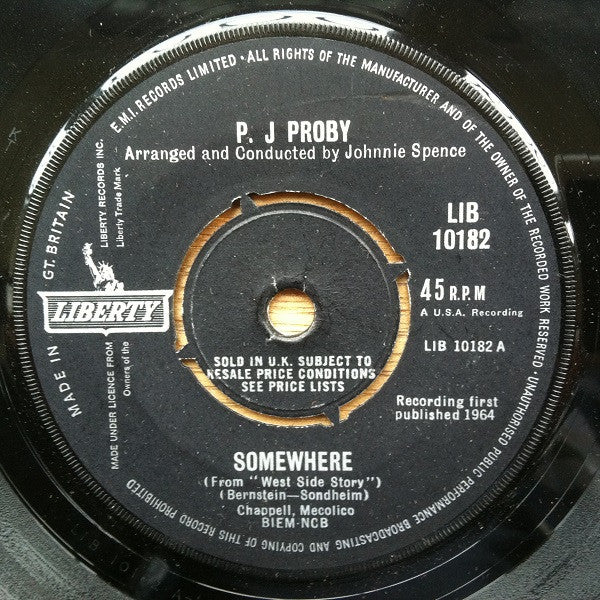 E.M.I. RECORDS LIMITED · ALL RIGHTS OF THE MANUFACTURER AND OF THE OWNER OF THE RECORDED WORK RESERVED · UNAUTHORISED PUBLIC PERFORMANCE BROADCASTING AND COPYING OF THIS RECORD PROHIBITED
MADE IN GT. BRITAIN
P. J PROBY
Arranged and Conducted by Johnnie Spence
LIBERTY RECORDS INC.
Liberty Trade Mark
LIBERTY
MADE UNDER LICENCE FROM
Owners of the
LIB
10182
45 R.P.M
A U.S.A. Recording
LIB 10182 A
SOLD IN U.K. SUBJECT TO
RESALE PRICE CONDITIONS
SEE PRICE LISTS
Recording first
published 1964
SOMEWHERE
(From "West Side Story")
(Bernstein—Sondheim)
Chappell, Mecolico
BIEM-NCB